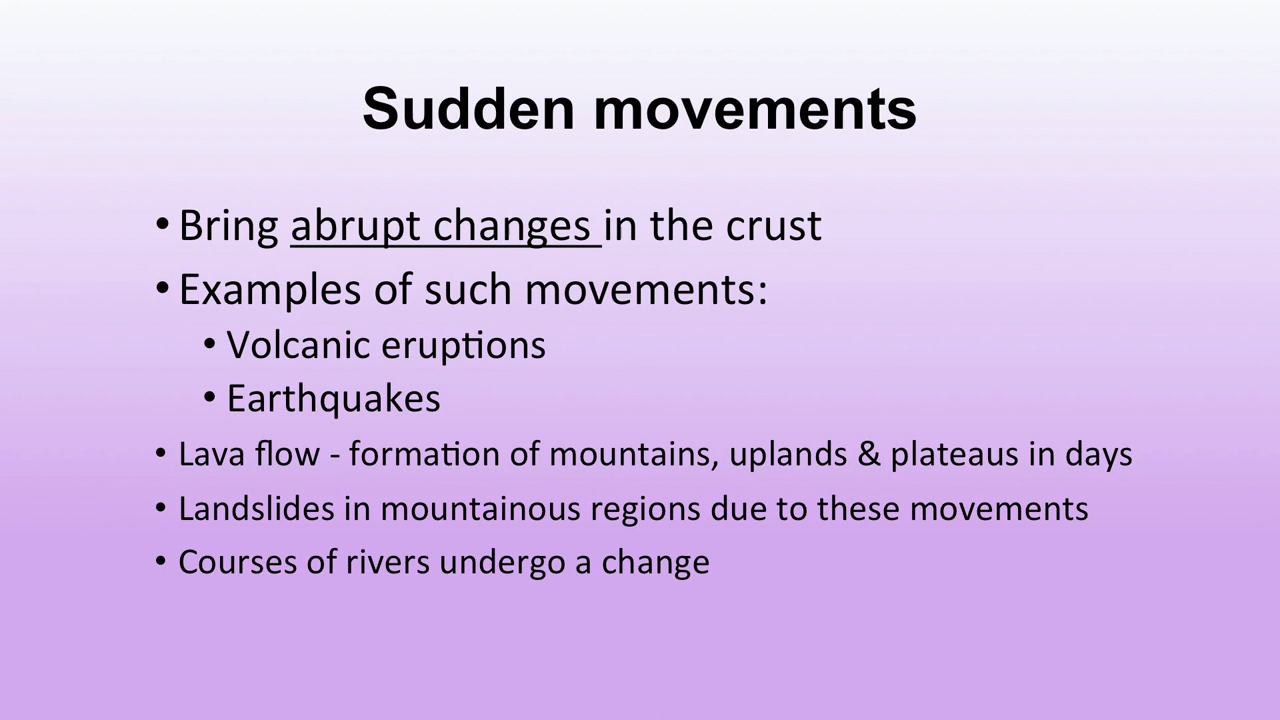 Sudden movements
• Bring abrupt changes in the crust
• Examples of such movements:
• Volcanic eruptions
• Earthquakes
• Lava flow - formation of mountains, uplands & plateaus in days
• Landslides in mountainous regions due to these movements
• Courses of rivers undergo a change